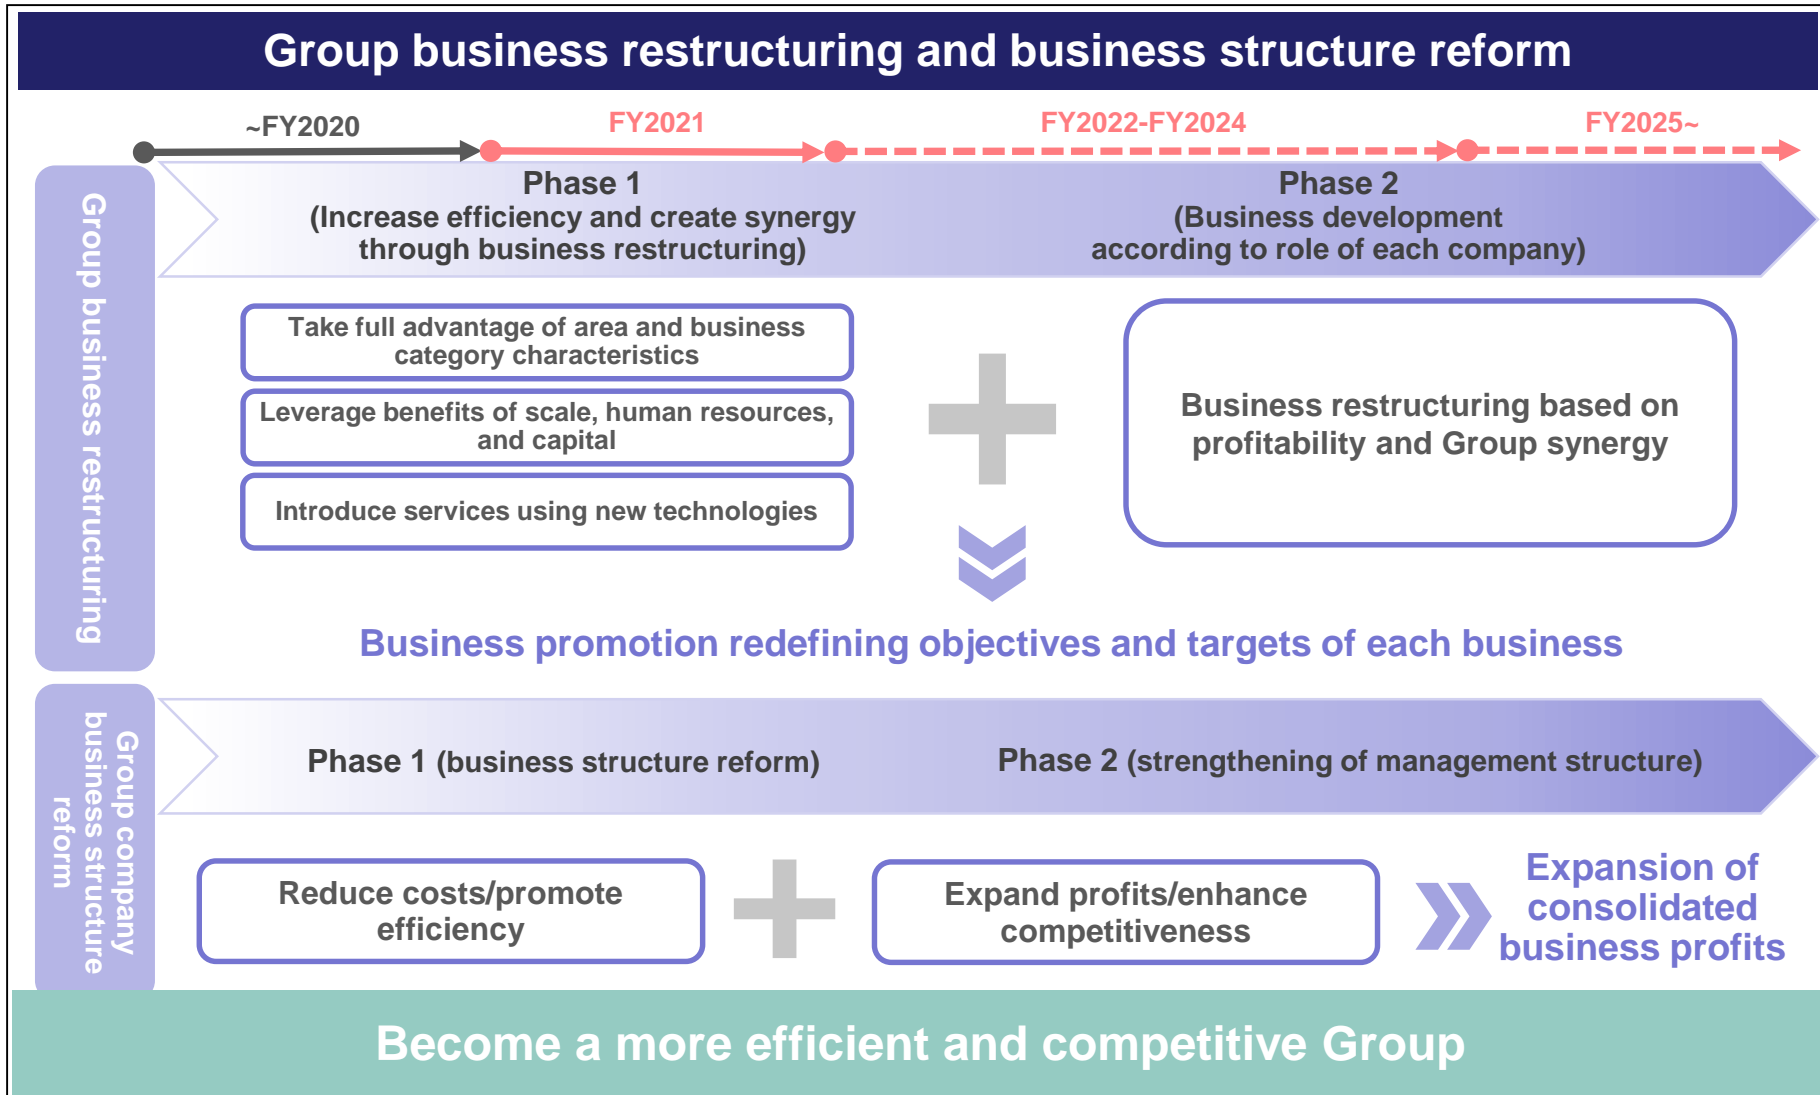 Group business restructuring and business structure reform
~FY2020
FY2021
FY2022-FY2024
FY2025~
Group business restructuring
Phase 1
(Increase efficiency and create synergy
through business restructuring)
Phase 2
(Business development
according to role of each company)
Take full advantage of area and business
category characteristics
Leverage benefits of scale, human resources,
and capital
Introduce services using new technologies
Business restructuring based on
profitability and Group synergy
Business promotion redefining objectives and targets of each business
Group company
business structure
reform
Phase 1 (business structure reform)
Phase 2 (strengthening of management structure)
Reduce costs/promote
efficiency
Expand profits/enhance
competitiveness
Expansion of
consolidated
business profits
Become a more efficient and competitive Group